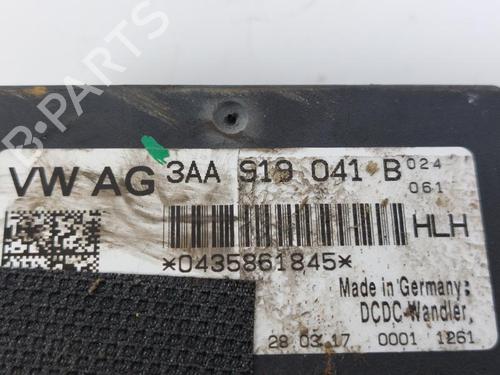 B-PARTS
VW AG 3AA 919 041 B 024
061
HLH
*0435861845*
Made in Germany:
DCDC-Wandler
28 03 17 0001 1261